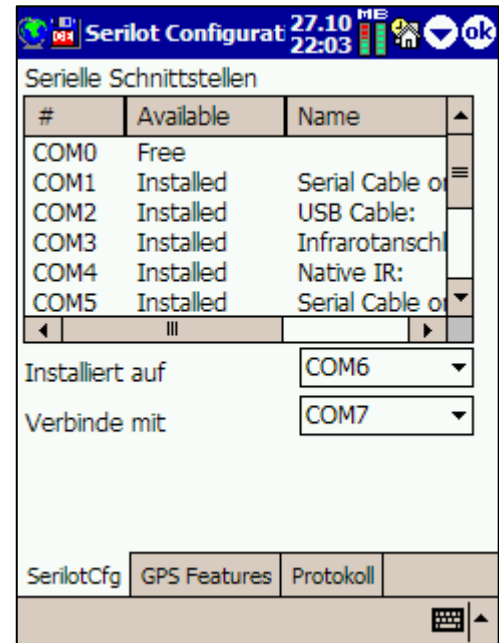 Serilot Configurat 27.10 22:03 MB ok
Serielle Schnittstellen
# Available Name
COM0 Free
COM1 Installed Serial Cable or
COM2 Installed USB Cable:
COM3 Installed Infrarotanschl
COM4 Installed Native IR:
COM5 Installed Serial Cable or
Installiert auf COM6
Verbinde mit COM7
SerilotCfg GPS Features Protokoll